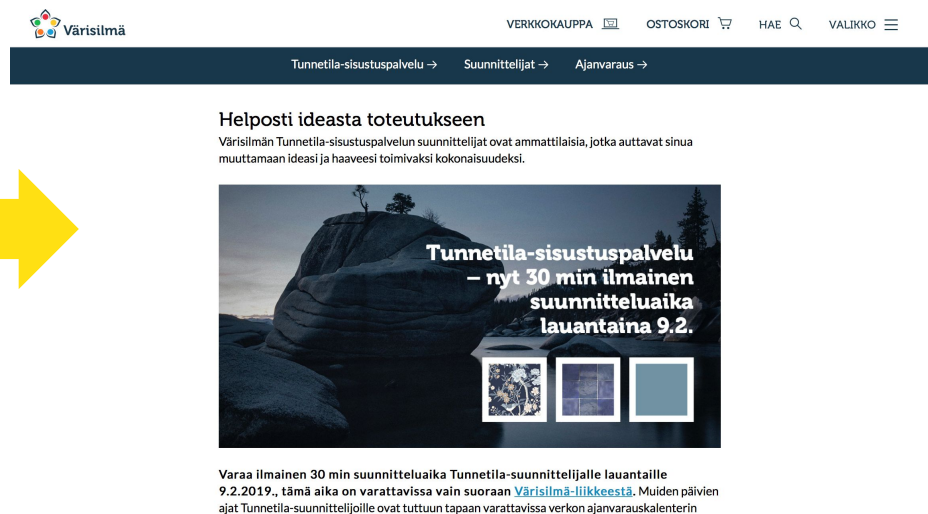 Värisilmä
VERKKOKAUPPA
OSTOSKORI
HAE
VALIKKO
Tunnetila-sisustuspalvelu → Suunnittelijat → Ajanvaraus →
Helposti ideasta toteutukseen
Värisilmän Tunnetila-sisustuspalvelun suunnittelijat ovat ammattilaisia, jotka auttavat sinua
muuttamaan ideasi ja haaveesi toimivaksi kokonaisuudeksi.
Tunnetila-sisustuspalvelu
– nyt 30 min ilmainen
suunnitteluaika
lauantaina 9.2.
Varaa ilmainen 30 min suunnitteluaika Tunnetila-suunnittelijalle lauantaille
9.2.2019., tämä aika on varattavissa vain suoraan Värisilmä-liikkeestä. Muiden päivien
ajat Tunnetila-suunnittelijoille ovat tuttuun tapaan varattavissa verkon ajanvarauskalenterin